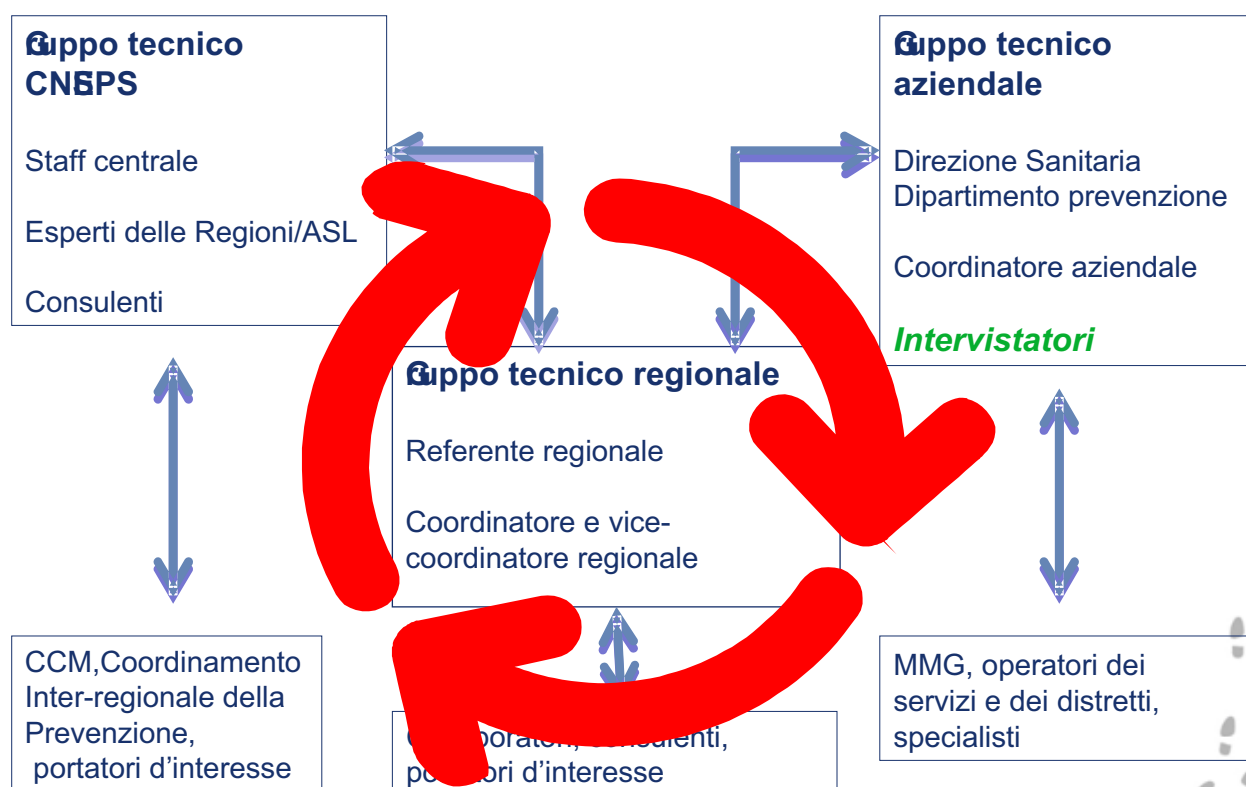 Gruppo tecnico
CNESPS
Staff centrale
Esperti delle Regioni/ASL
Consulenti
Gruppo tecnico
aziendale
Direzione Sanitaria
Dipartimento prevenzione
Coordinatore aziendale
Intervistatori
Gruppo tecnico regionale
Referente regionale
Coordinatore e vice-
coordinatore regionale
CCM,Coordinamento
Inter-regionale della
Prevenzione,
portatori d'interesse
consulenti,
d'interesse
MMG, operatori dei
servizi e dei distretti,
specialisti